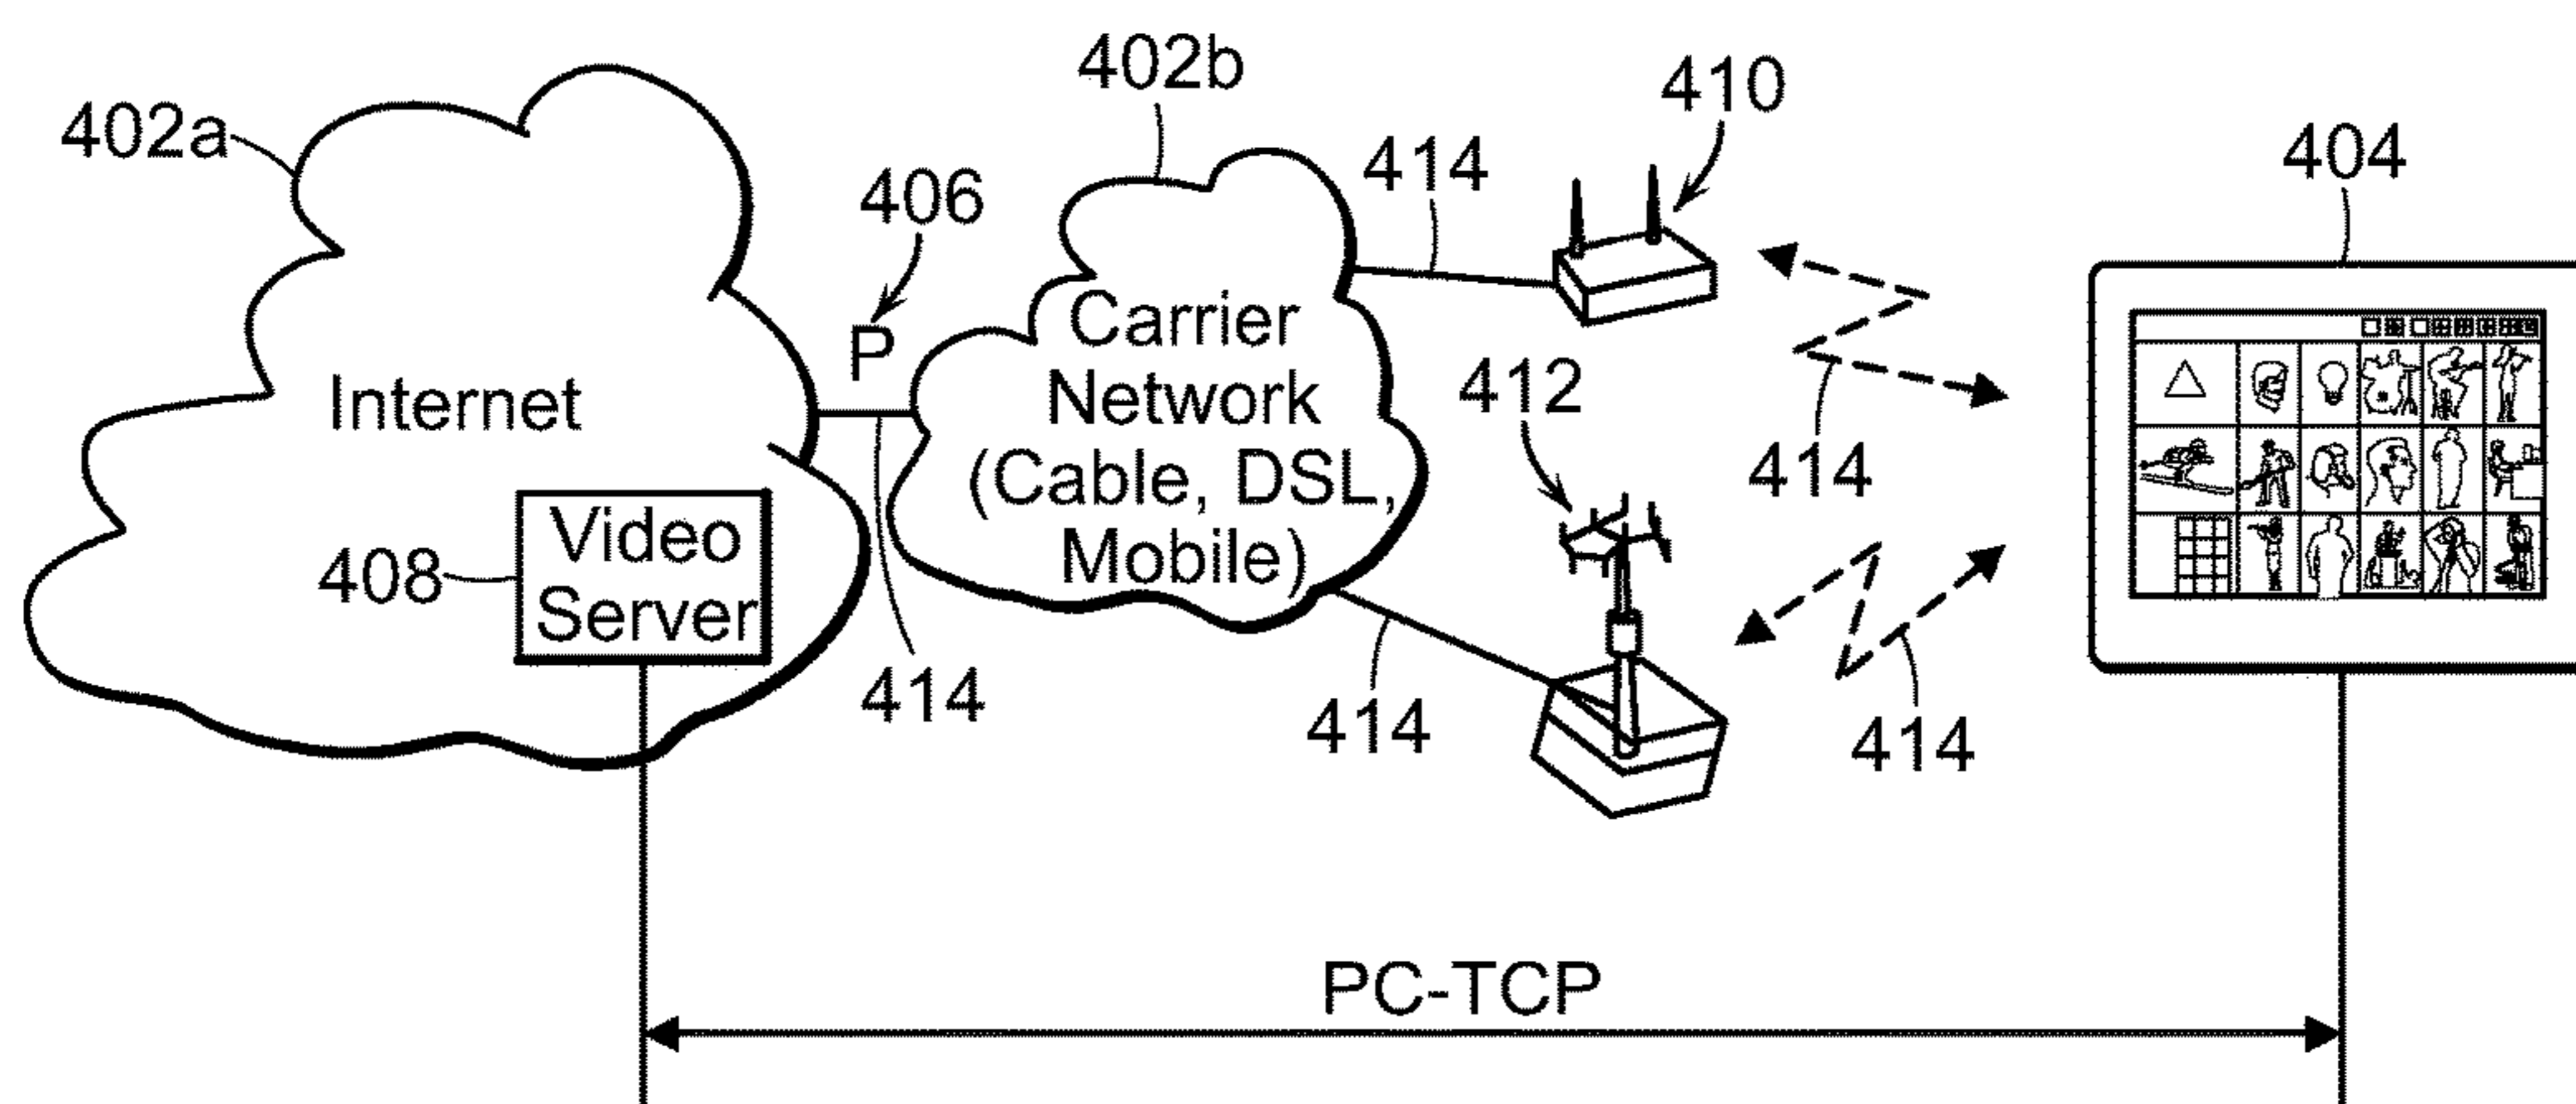 402a
402b
410
414
404
406
P
Internet
Carrier
Network
(Cable, DSL,
Mobile)
412
414
408
Video
Server
414
414
414
PC-TCP